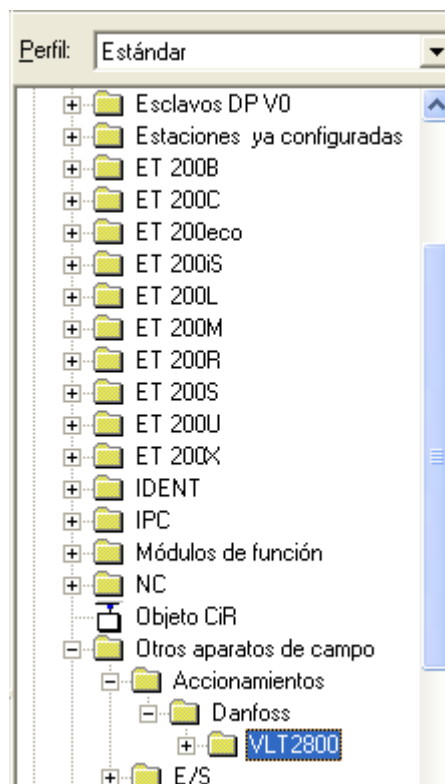 Perfil: Estándar
Esclavos DP V0
Estaciones ya configuradas
ET 200B
ET 200C
ET 200eco
ET 200iS
ET 200L
ET 200M
ET 200R
ET 200S
ET 200U
ET 200X
IDENT
IPC
Módulos de función
NC
Objeto CiR
Otros aparatos de campo
Accionamientos
Danfoss
VLT2800
E/S